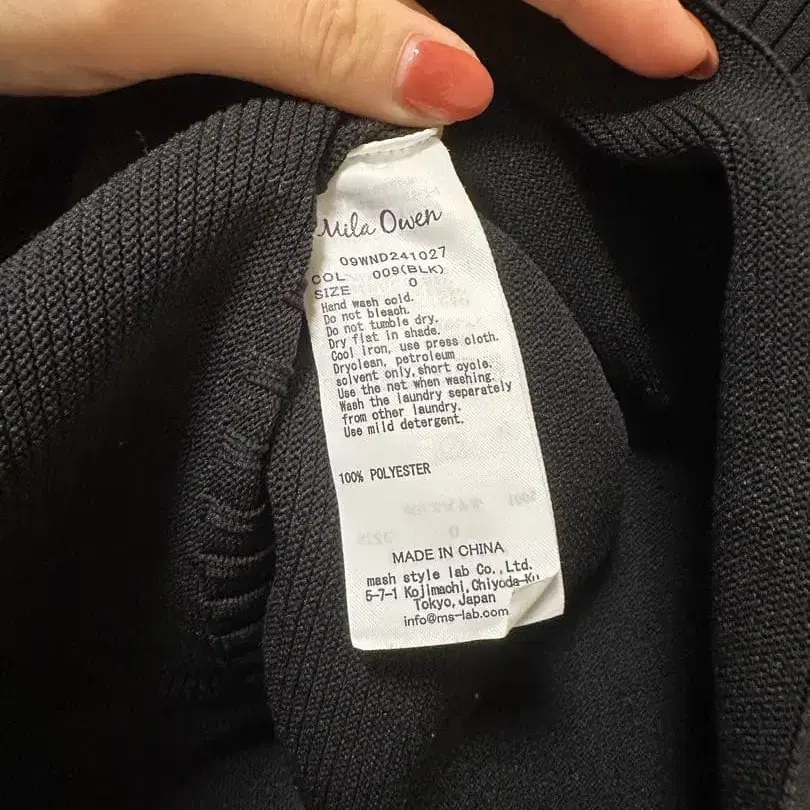 Mila Owen
09WND241027
COL 009(BLK)
SIZE 0
Hand wash cold.
Do not bleach.
Do not tumble dry.
Dry flat in shade.
Cool iron, use press cloth.
Dryclean, petroleum
solvent only, short cycle.
Use the net when washing.
Wash the laundry separately
from other laundry.
Use mild detergent.
100% POLYESTER
MADE IN CHINA
mash style lab Co., Ltd.
5-7-1 Kojimachi, Chiyoda-Ku
Tokyo, Japan
info@ms-lab.com